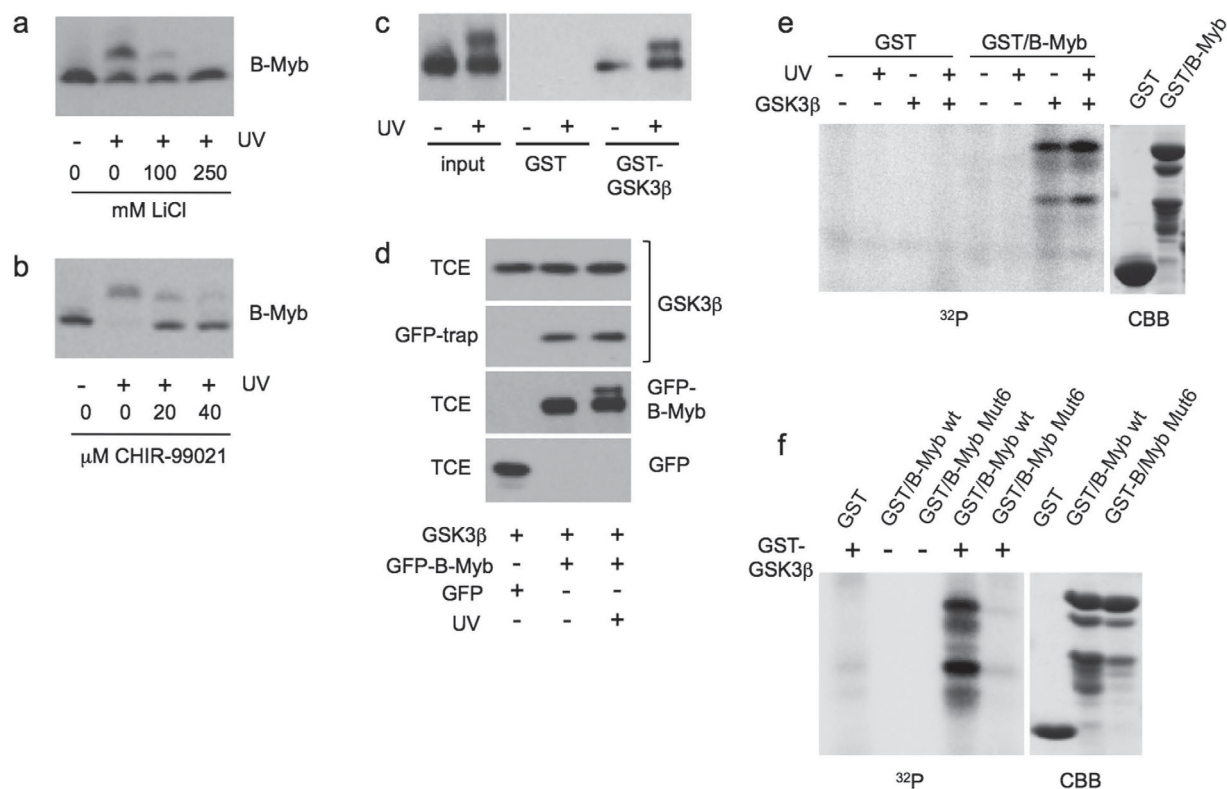 a
B-Myb
- + + + UV
0 0 100 250
mM LiCl
b
B-Myb
- + + + UV
0 0 20 40
μM CHIR-99021
c
UV - + - + - +
input GST GST-
GSK3β
d
TCE
GFP-trap
GSK3β
TCE
GFP-
B-Myb
TCE GFP
GSK3β + + +
GFP-B-Myb - + +
GFP + - -
UV - - +
e
GST GST/B-Myb
UV - + - + - + - +
GSK3β - - + + - - + +
GST
GST/B-Myb
³²P CBB
f
GST
GST/B-Myb wt
GST/B-Myb Mut6
GST/B-Myb wt
GST/B-Myb Mut6
GST
GST/B-Myb wt
GST-B/Myb Mut6
GST-
GSK3β
+ - - + +
³²P CBB